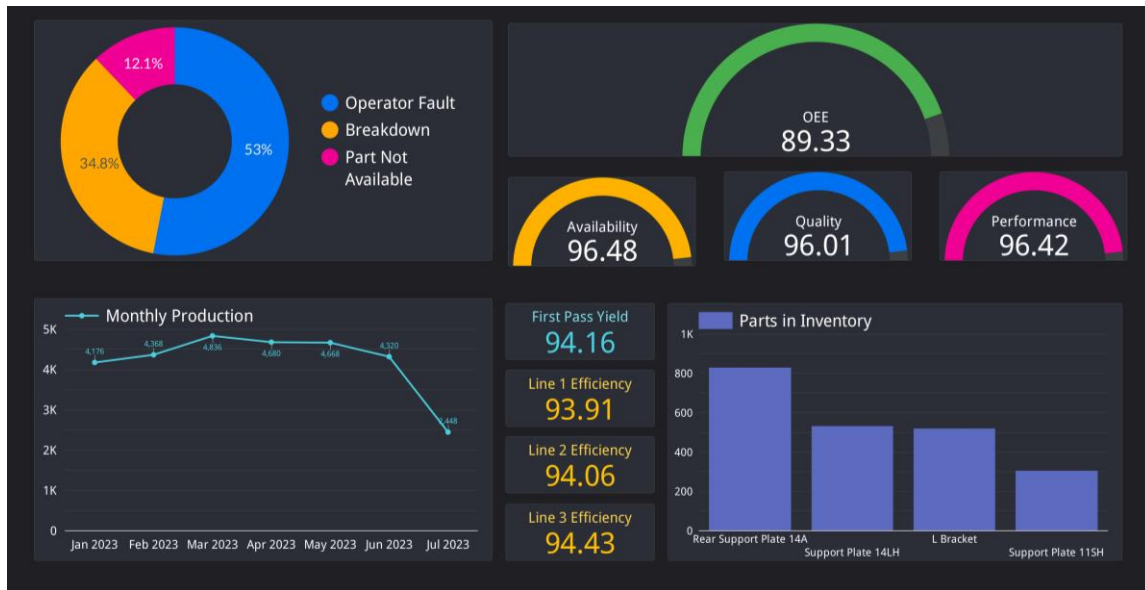 12.1%
34.8%
53%
Operator Fault
Breakdown
Part Not
Available
OEE
89.33
Availability
96.48
Quality
96.01
Performance
96.42
Monthly Production
5K
4K
3K
2K
1K
0
4,176
4,368
4,836
4,680
4,668
4,320
2,448
Jan 2023 Feb 2023 Mar 2023 Apr 2023 May 2023 Jun 2023 Jul 2023
First Pass Yield
94.16
Line 1 Efficiency
93.91
Line 2 Efficiency
94.06
Line 3 Efficiency
94.43
Parts in Inventory
1K
800
600
400
200
0
Rear Support Plate 14A
Support Plate 14LH
L Bracket
Support Plate 11SH